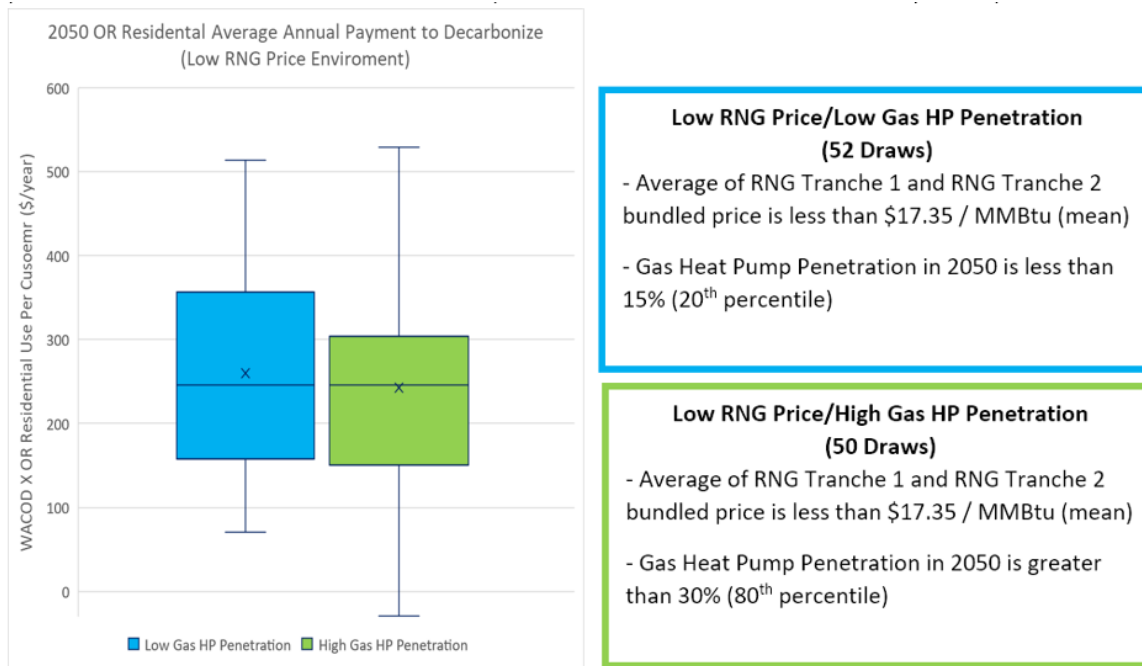 2050 OR Residental Average Annual Payment to Decarbonize
(Low RNG Price Enviroment)
WACOD X OR Residential Use Per Cusoemr ($/year)
600
500
400
300
200
100
0
Low Gas HP Penetration
High Gas HP Penetration
Low RNG Price/Low Gas HP Penetration
(52 Draws)
- Average of RNG Tranche 1 and RNG Tranche 2
bundled price is less than $17.35 / MMBtu (mean)
- Gas Heat Pump Penetration in 2050 is less than
15% (20th percentile)
Low RNG Price/High Gas HP Penetration
(50 Draws)
- Average of RNG Tranche 1 and RNG Tranche 2
bundled price is less than $17.35 / MMBtu (mean)
- Gas Heat Pump Penetration in 2050 is greater
than 30% (80th percentile)